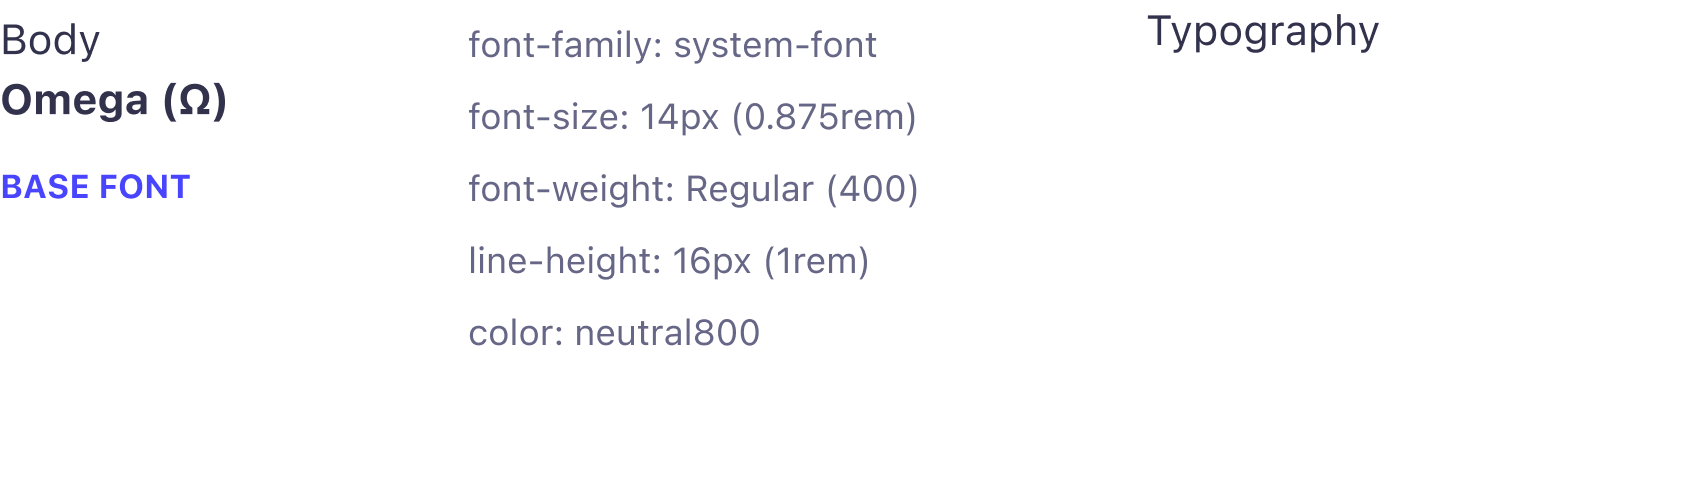 Body
Omega (Ω)
BASE FONT
font-family: system-font
font-size: 14px (0.875rem)
font-weight: Regular (400)
line-height: 16px (1rem)
color: neutral800
Typography